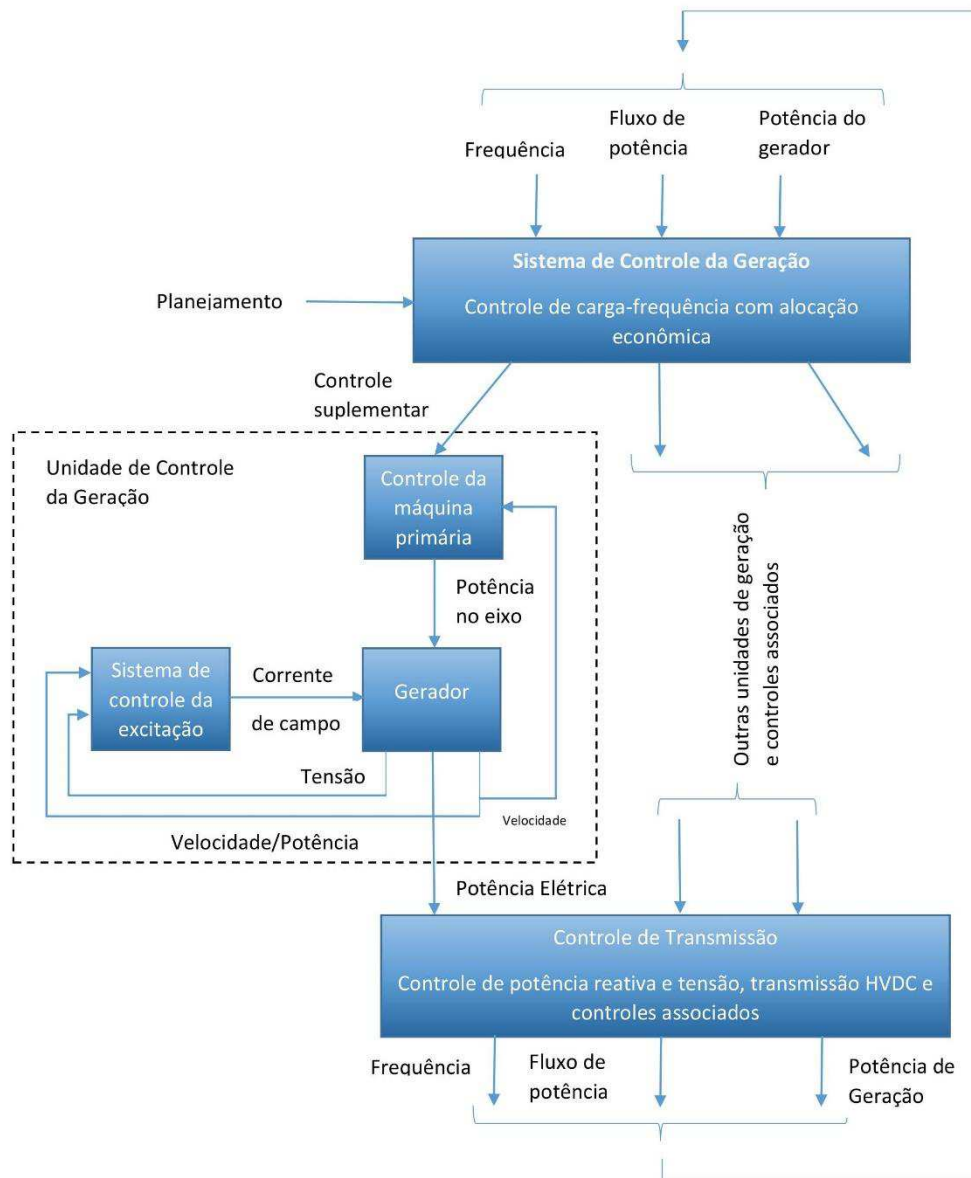 Frequência
Fluxo de
potência
Potência do
gerador
Sistema de Controle da Geração
Controle de carga-frequência com alocação
econômica
Planejamento
Controle
suplementar
Unidade de Controle
da Geração
Controle da
máquina
primária
Potência
no eixo
Sistema de
controle da
excitação
Corrente
de campo
Gerador
Tensão
Velocidade
Velocidade/Potência
Outras unidades de geração
e controles associados
Potência Elétrica
Controle de Transmissão
Controle de potência reativa e tensão, transmissão HVDC e
controles associados
Frequência
Fluxo de
potência
Potência de
Geração